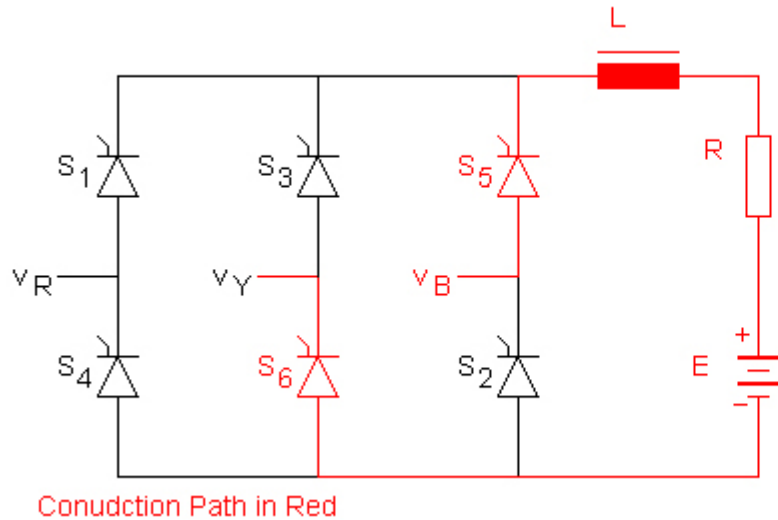 L
R
S1
S3
S5
VR
VY
VB
+
S4
S6
S2
E
−
Conudction Path in Red